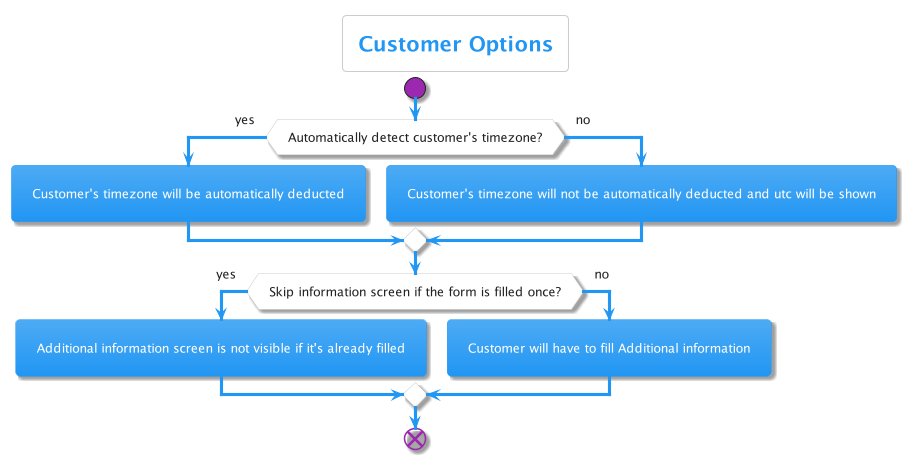 Customer Options
yes
no
Automatically detect customer's timezone?
Customer's timezone will be automatically deducted
Customer's timezone will not be automatically deducted and utc will be shown
yes
no
Skip information screen if the form is filled once?
Additional information screen is not visible if it's already filled
Customer will have to fill Additional information